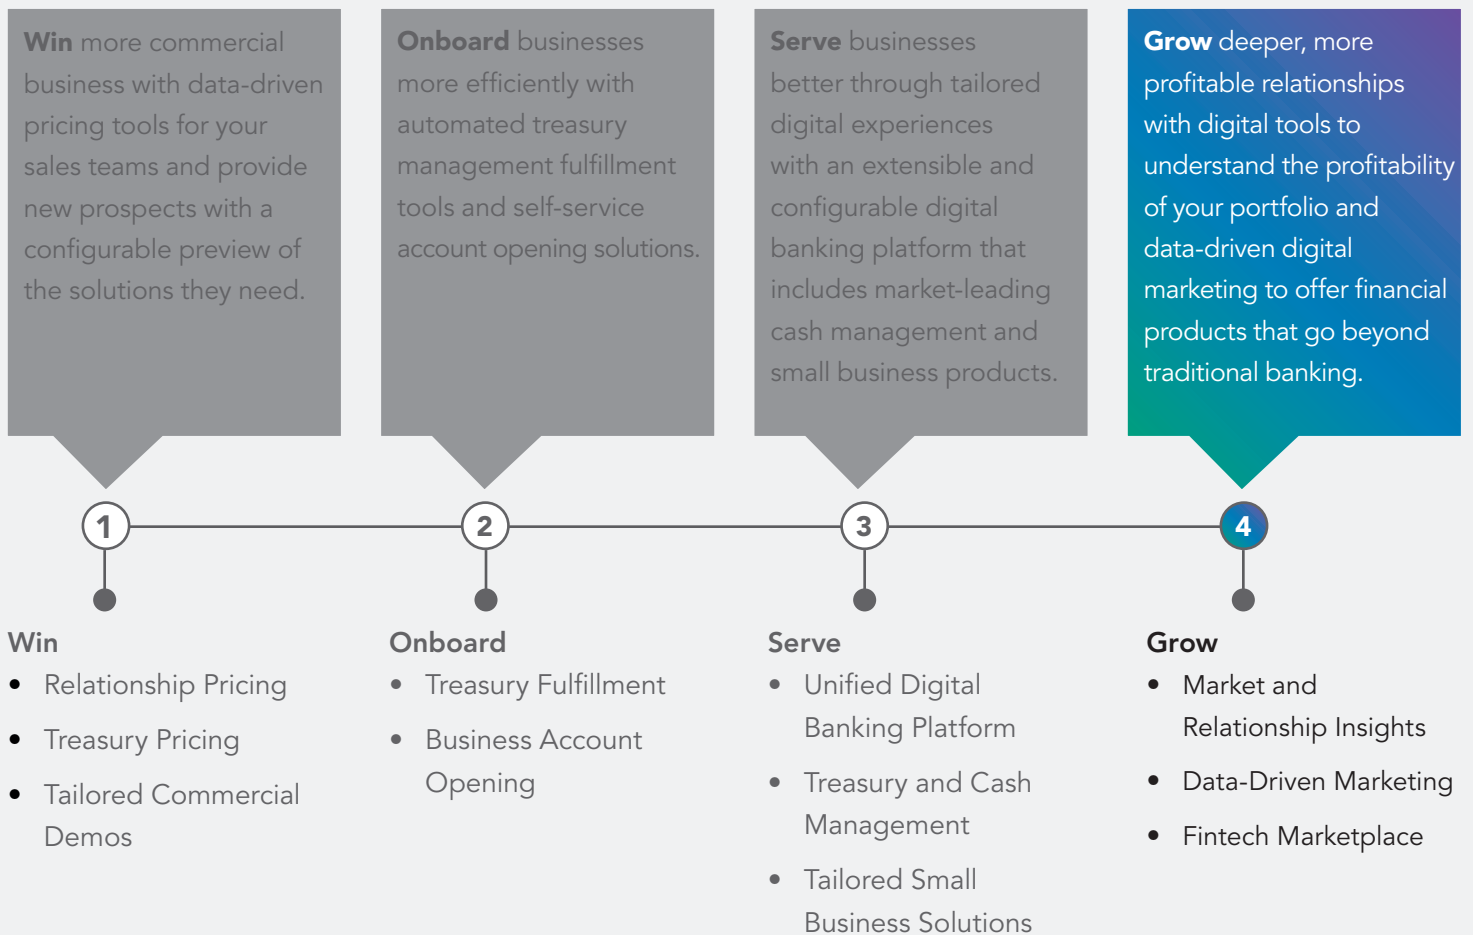 Win more commercial
business with data-driven
pricing tools for your
sales teams and provide
new prospects with a
configurable preview of
the solutions they need.
Onboard businesses
more efficiently with
automated treasury
management fulfillment
tools and self-service
account opening solutions.
Serve businesses
better through tailored
digital experiences
with an extensible and
configurable digital
banking platform that
includes market-leading
cash management and
small business products.
Grow deeper, more
profitable relationships
with digital tools to
understand the profitability
of your portfolio and
data-driven digital
marketing to offer financial
products that go beyond
traditional banking.
1
2
3
4
Win
• Relationship Pricing
• Treasury Pricing
• Tailored Commercial
Demos
Onboard
• Treasury Fulfillment
• Business Account
Opening
Serve
• Unified Digital
Banking Platform
• Treasury and Cash
Management
• Tailored Small
Business Solutions
Grow
• Market and
Relationship Insights
• Data-Driven Marketing
• Fintech Marketplace